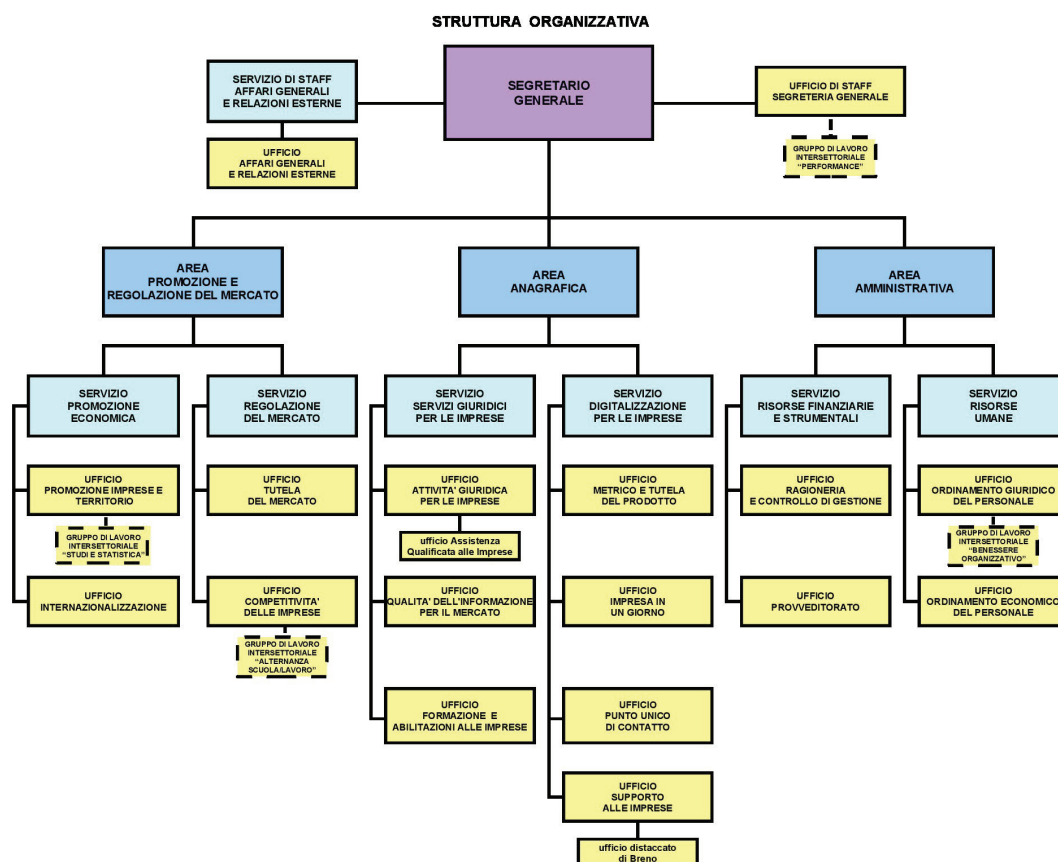 STRUTTURA ORGANIZZATIVA
SERVIZIO DI STAFF
AFFARI GENERALI
E RELAZIONI ESTERNE
SEGRETARIO
GENERALE
UFFICIO DI STAFF
SEGRETERIA GENERALE
UFFICIO
AFFARI GENERALI
E RELAZIONI ESTERNE
GRUPPO DI LAVORO
INTERSETTORIALE
"PERFORMANCE"
AREA
PROMOZIONE E
REGOLAZIONE DEL MERCATO
AREA
ANAGRAFICA
AREA
AMMINISTRATIVA
SERVIZIO
PROMOZIONE
ECONOMICA
SERVIZIO
REGOLAZIONE
DEL MERCATO
SERVIZIO
SERVIZI GIURIDICI
PER LE IMPRESE
SERVIZIO
DIGITALIZZAZIONE
PER LE IMPRESE
SERVIZIO
RISORSE FINANZIARIE
E STRUMENTALI
SERVIZIO
RISORSE
UMANE
UFFICIO
PROMOZIONE IMPRESE E
TERRITORIO
UFFICIO
TUTELA
DEL MERCATO
UFFICIO
ATTIVITA' GIURIDICA
PER LE IMPRESE
UFFICIO
METRICO E TUTELA
DEL PRODOTTO
UFFICIO
RAGIONERIA
E CONTROLLO DI GESTIONE
UFFICIO
ORDINAMENTO GIURIDICO
DEL PERSONALE
GRUPPO DI LAVORO
INTERSETTORIALE
"STUDI E STATISTICA"
ufficio Assistenza
Qualificata alle Imprese
GRUPPO DI LAVORO
INTERSETTORIALE
"BENESSERE
ORGANIZZATIVO"
UFFICIO
INTERNAZIONALIZZAZIONE
UFFICIO
COMPETITIVITA'
DELLE IMPRESE
UFFICIO
QUALITA' DELL'INFORMAZIONE
PER IL MERCATO
UFFICIO
IMPRESA IN
UN GIORNO
UFFICIO
PROVVEDITORATO
UFFICIO
ORDINAMENTO ECONOMICO
DEL PERSONALE
GRUPPO DI LAVORO
INTERSETTORIALE
"ALTERNANZA
SCUOLA/LAVORO"
UFFICIO
FORMAZIONE E
ABILITAZIONI ALLE IMPRESE
UFFICIO
PUNTO UNICO
DI CONTATTO
UFFICIO
SUPPORTO
ALLE IMPRESE
ufficio distaccato
di Breno